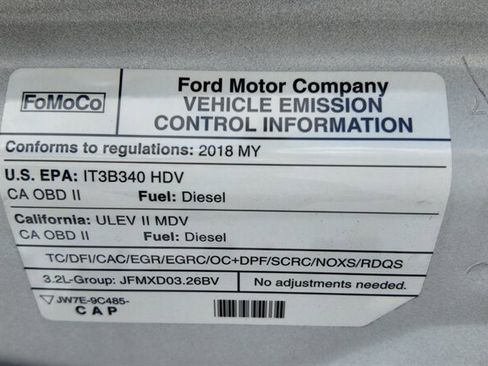 FoMoCo
Ford Motor Company
VEHICLE EMISSION
CONTROL INFORMATION
Conforms to regulations: 2018 MY
U.S. EPA: IT3B340 HDV
CA OBD II Fuel: Diesel
California: ULEV II MDV
CA OBD II Fuel: Diesel
TC/DFI/CAC/EGR/EGRC/OC+DPF/SCRC/NOXS/RDQS
3.2L-Group: JFMXD03.26BV No adjustments needed.
JW7E-9C485-
CAP